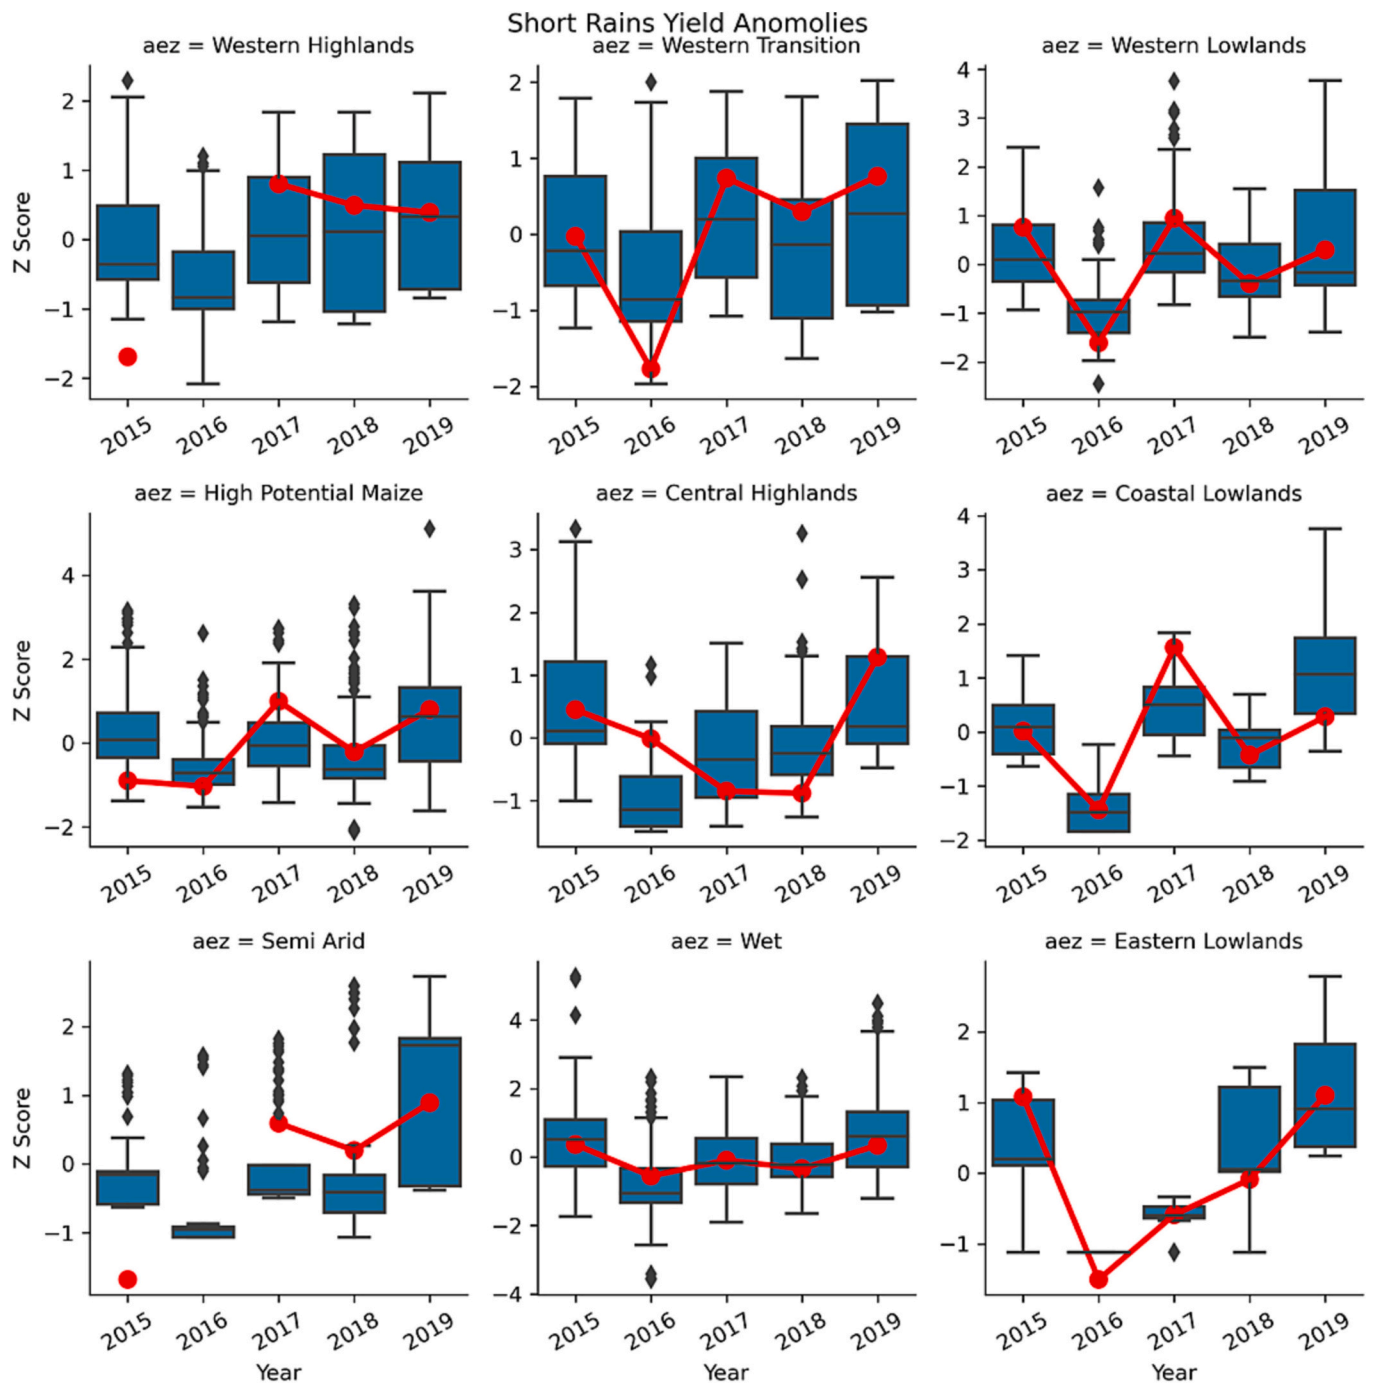 Short Rains Yield Anomolies
aez = Western Highlands
2
1
0
−1
−2
Z Score
2015 2016 2017 2018 2019
aez = Western Transition
2
1
0
−1
−2
2015 2016 2017 2018 2019
aez = Western Lowlands
4
3
2
1
0
−1
−2
2015 2016 2017 2018 2019
aez = High Potential Maize
4
2
0
−2
Z Score
2015 2016 2017 2018 2019
aez = Central Highlands
3
2
1
0
−1
2015 2016 2017 2018 2019
aez = Coastal Lowlands
4
3
2
1
0
−1
−2
2015 2016 2017 2018 2019
aez = Semi Arid
2
1
0
−1
Z Score
2015 2016 2017 2018 2019
Year
aez = Wet
4
2
0
−2
−4
2015 2016 2017 2018 2019
Year
aez = Eastern Lowlands
2
1
0
−1
2015 2016 2017 2018 2019
Year